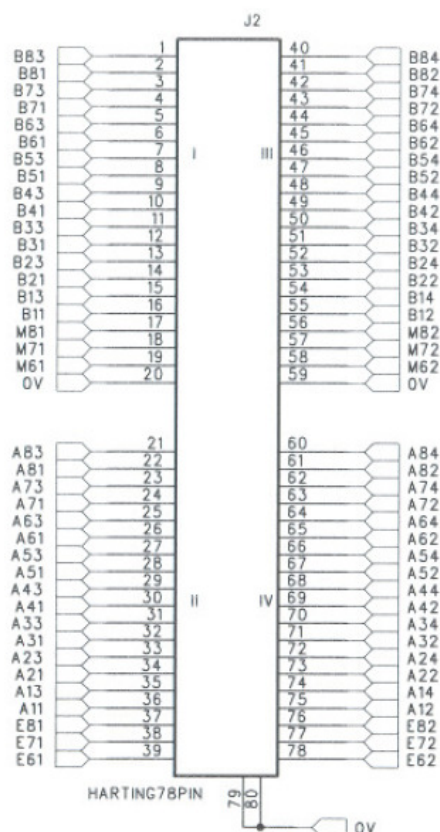 J2
B83 1 40 B84
B81 2 41 B82
B73 3 42 B74
B71 4 43 B72
B63 5 44 B64
B61 6 45 B62
B53 7 46 B54
B51 8 47 B52
B43 9 48 B44
B41 10 49 B42
B33 11 50 B34
B31 12 51 B32
B23 13 52 B24
B21 14 53 B22
B13 15 54 B14
B11 16 55 B12
M81 17 56 M82
M71 18 57 M72
M61 19 58 M62
0V 20 59 0V
I III
A83 21 60 A84
A81 22 61 A82
A73 23 62 A74
A71 24 63 A72
A63 25 64 A64
A61 26 65 A62
A53 27 66 A54
A51 28 67 A52
A43 29 68 A44
A41 30 69 A42
A33 31 70 A34
A31 32 71 A32
A23 33 72 A24
A21 34 73 A22
A13 35 74 A14
A11 36 75 A12
E81 37 76 E82
E71 38 77 E72
E61 39 78 E62
II IV
HARTING78PIN
79 80
0V